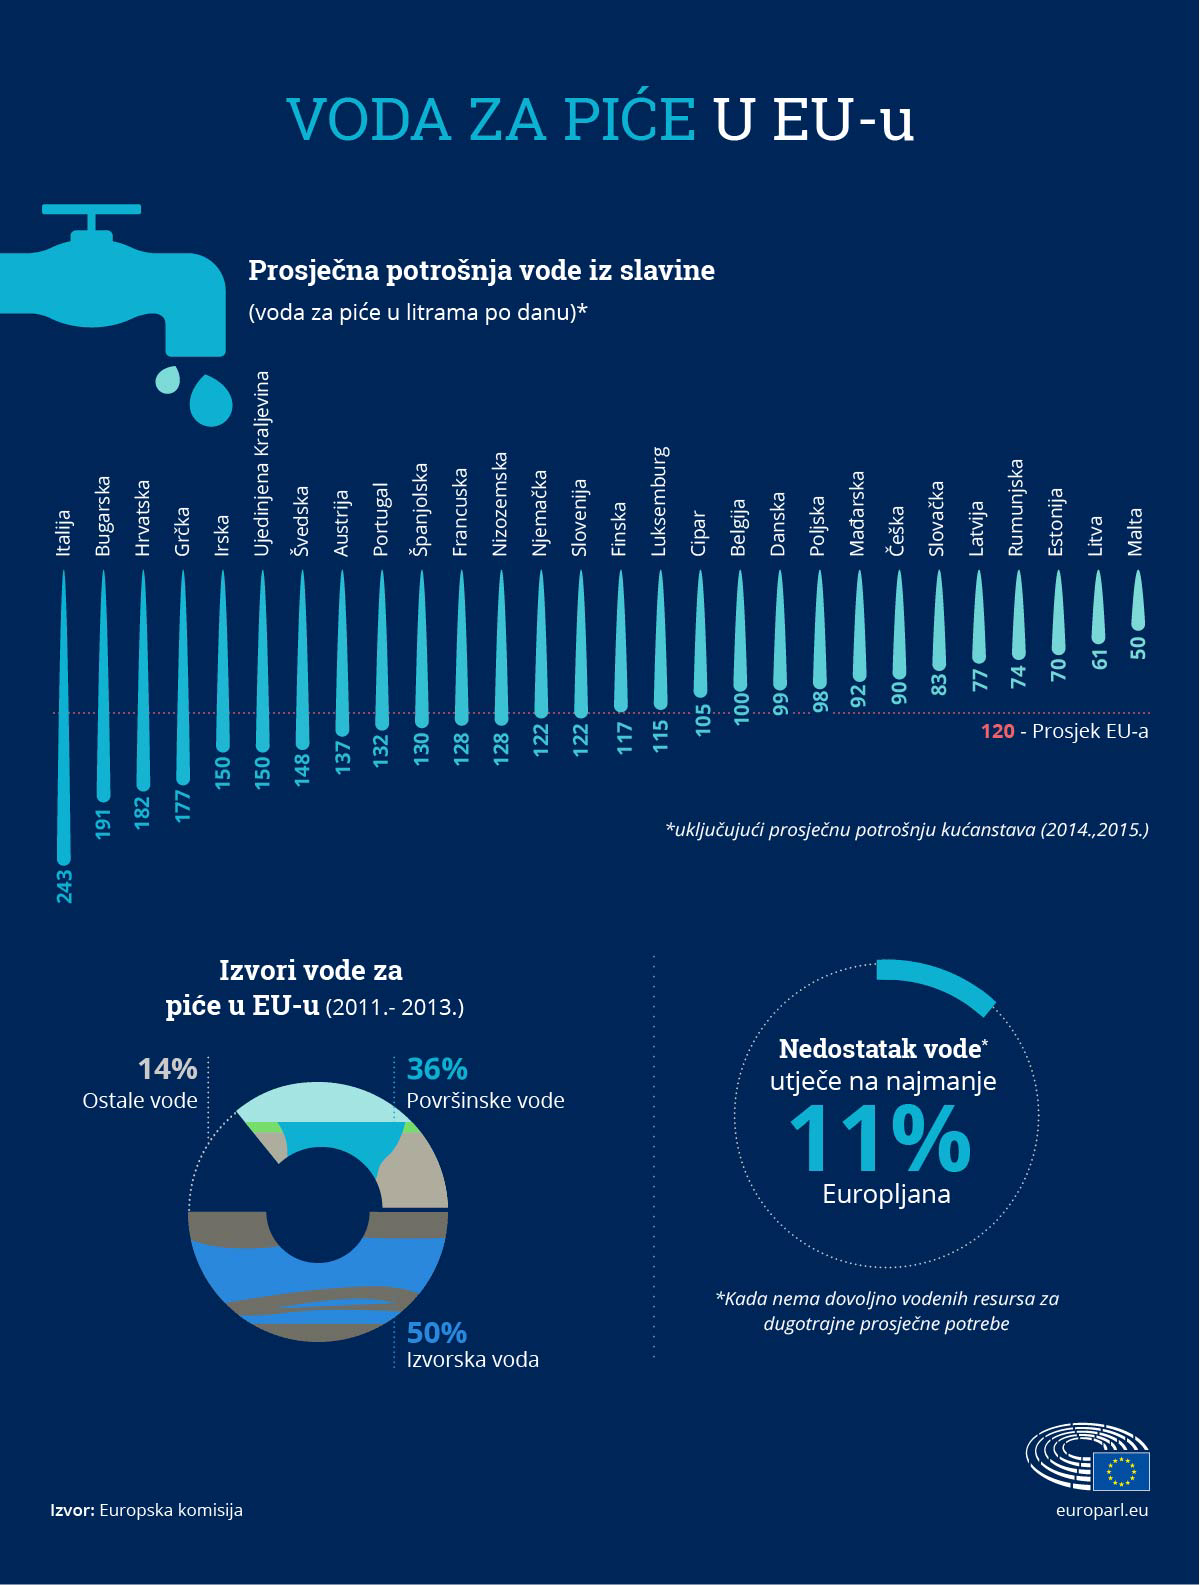 VODA ZA PIĆE U EU-u
Prosječna potrošnja vode iz slavine
(voda za piće u litrama po danu)*
Italija
Bugarska
Hrvatska
Grčka
Irska
Ujedinjena Kraljevina
Švedska
Austrija
Portugal
Španjolska
Francuska
Nizozemska
Njemačka
Slovenija
Finska
Luksemburg
Cipar
Belgija
Danska
Poljska
Mađarska
Češka
Slovačka
Latvija
Rumunjska
Estonija
Litva
Malta
243
191
182
177
150
150
148
137
132
130
128
128
122
122
117
115
105
100
99
98
92
90
83
77
74
70
61
50
120 - Prosjek EU-a
*uključujući prosječnu potrošnju kućanstava (2014.,2015.)
Izvori vode za
piće u EU-u (2011.- 2013.)
14%
Ostale vode
36%
Površinske vode
50%
Izvorska voda
Nedostatak vode*
utječe na najmanje
11%
Europljana
*Kada nema dovoljno vodenih resursa za
dugotrajne prosječne potrebe
Izvor: Europska komisija
europarl.eu